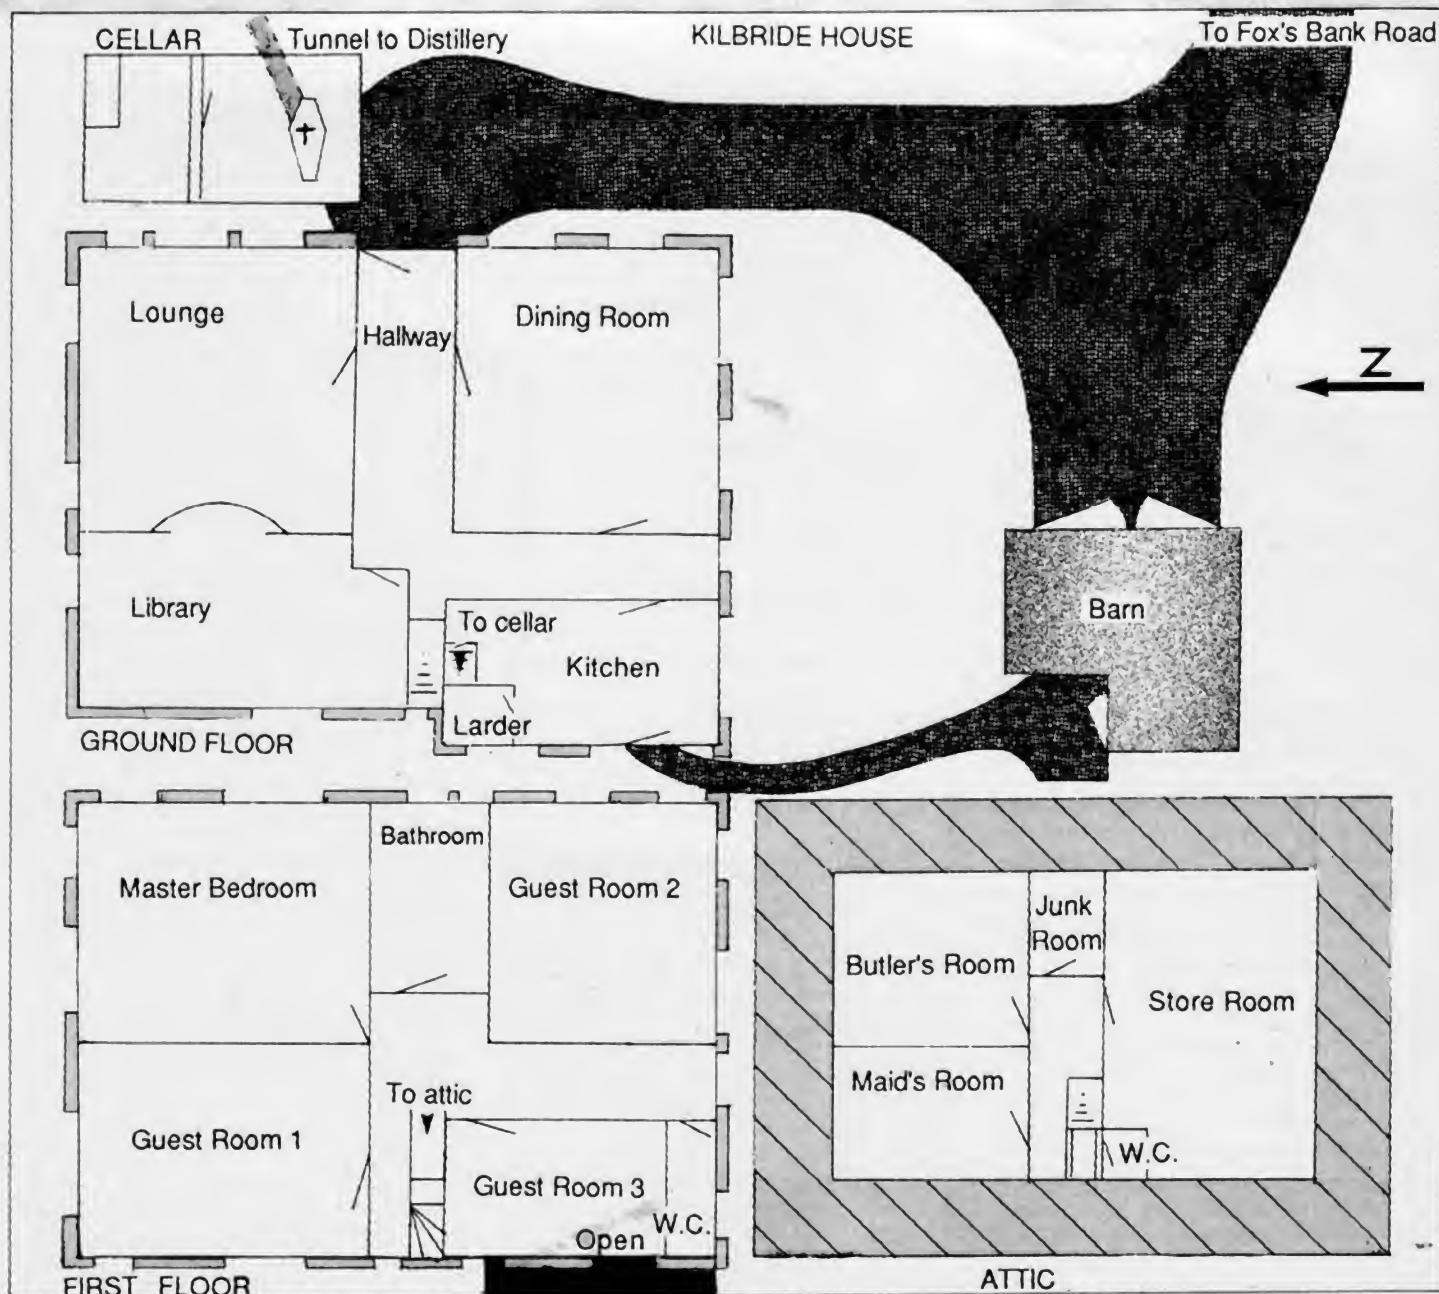 CELLAR
Tunnel to Distillery
KILBRIDE HOUSE
To Fox's Bank Road
Lounge
Hallway
Dining Room
N
Library
To cellar
Kitchen
Larder
Barn
GROUND FLOOR
Bathroom
Master Bedroom
Guest Room 2
Junk
Room
Butler's Room
Store Room
Maid's Room
To attic
Guest Room 1
Guest Room 3
W.C.
W.C.
Open
FIRST FLOOR
ATTIC